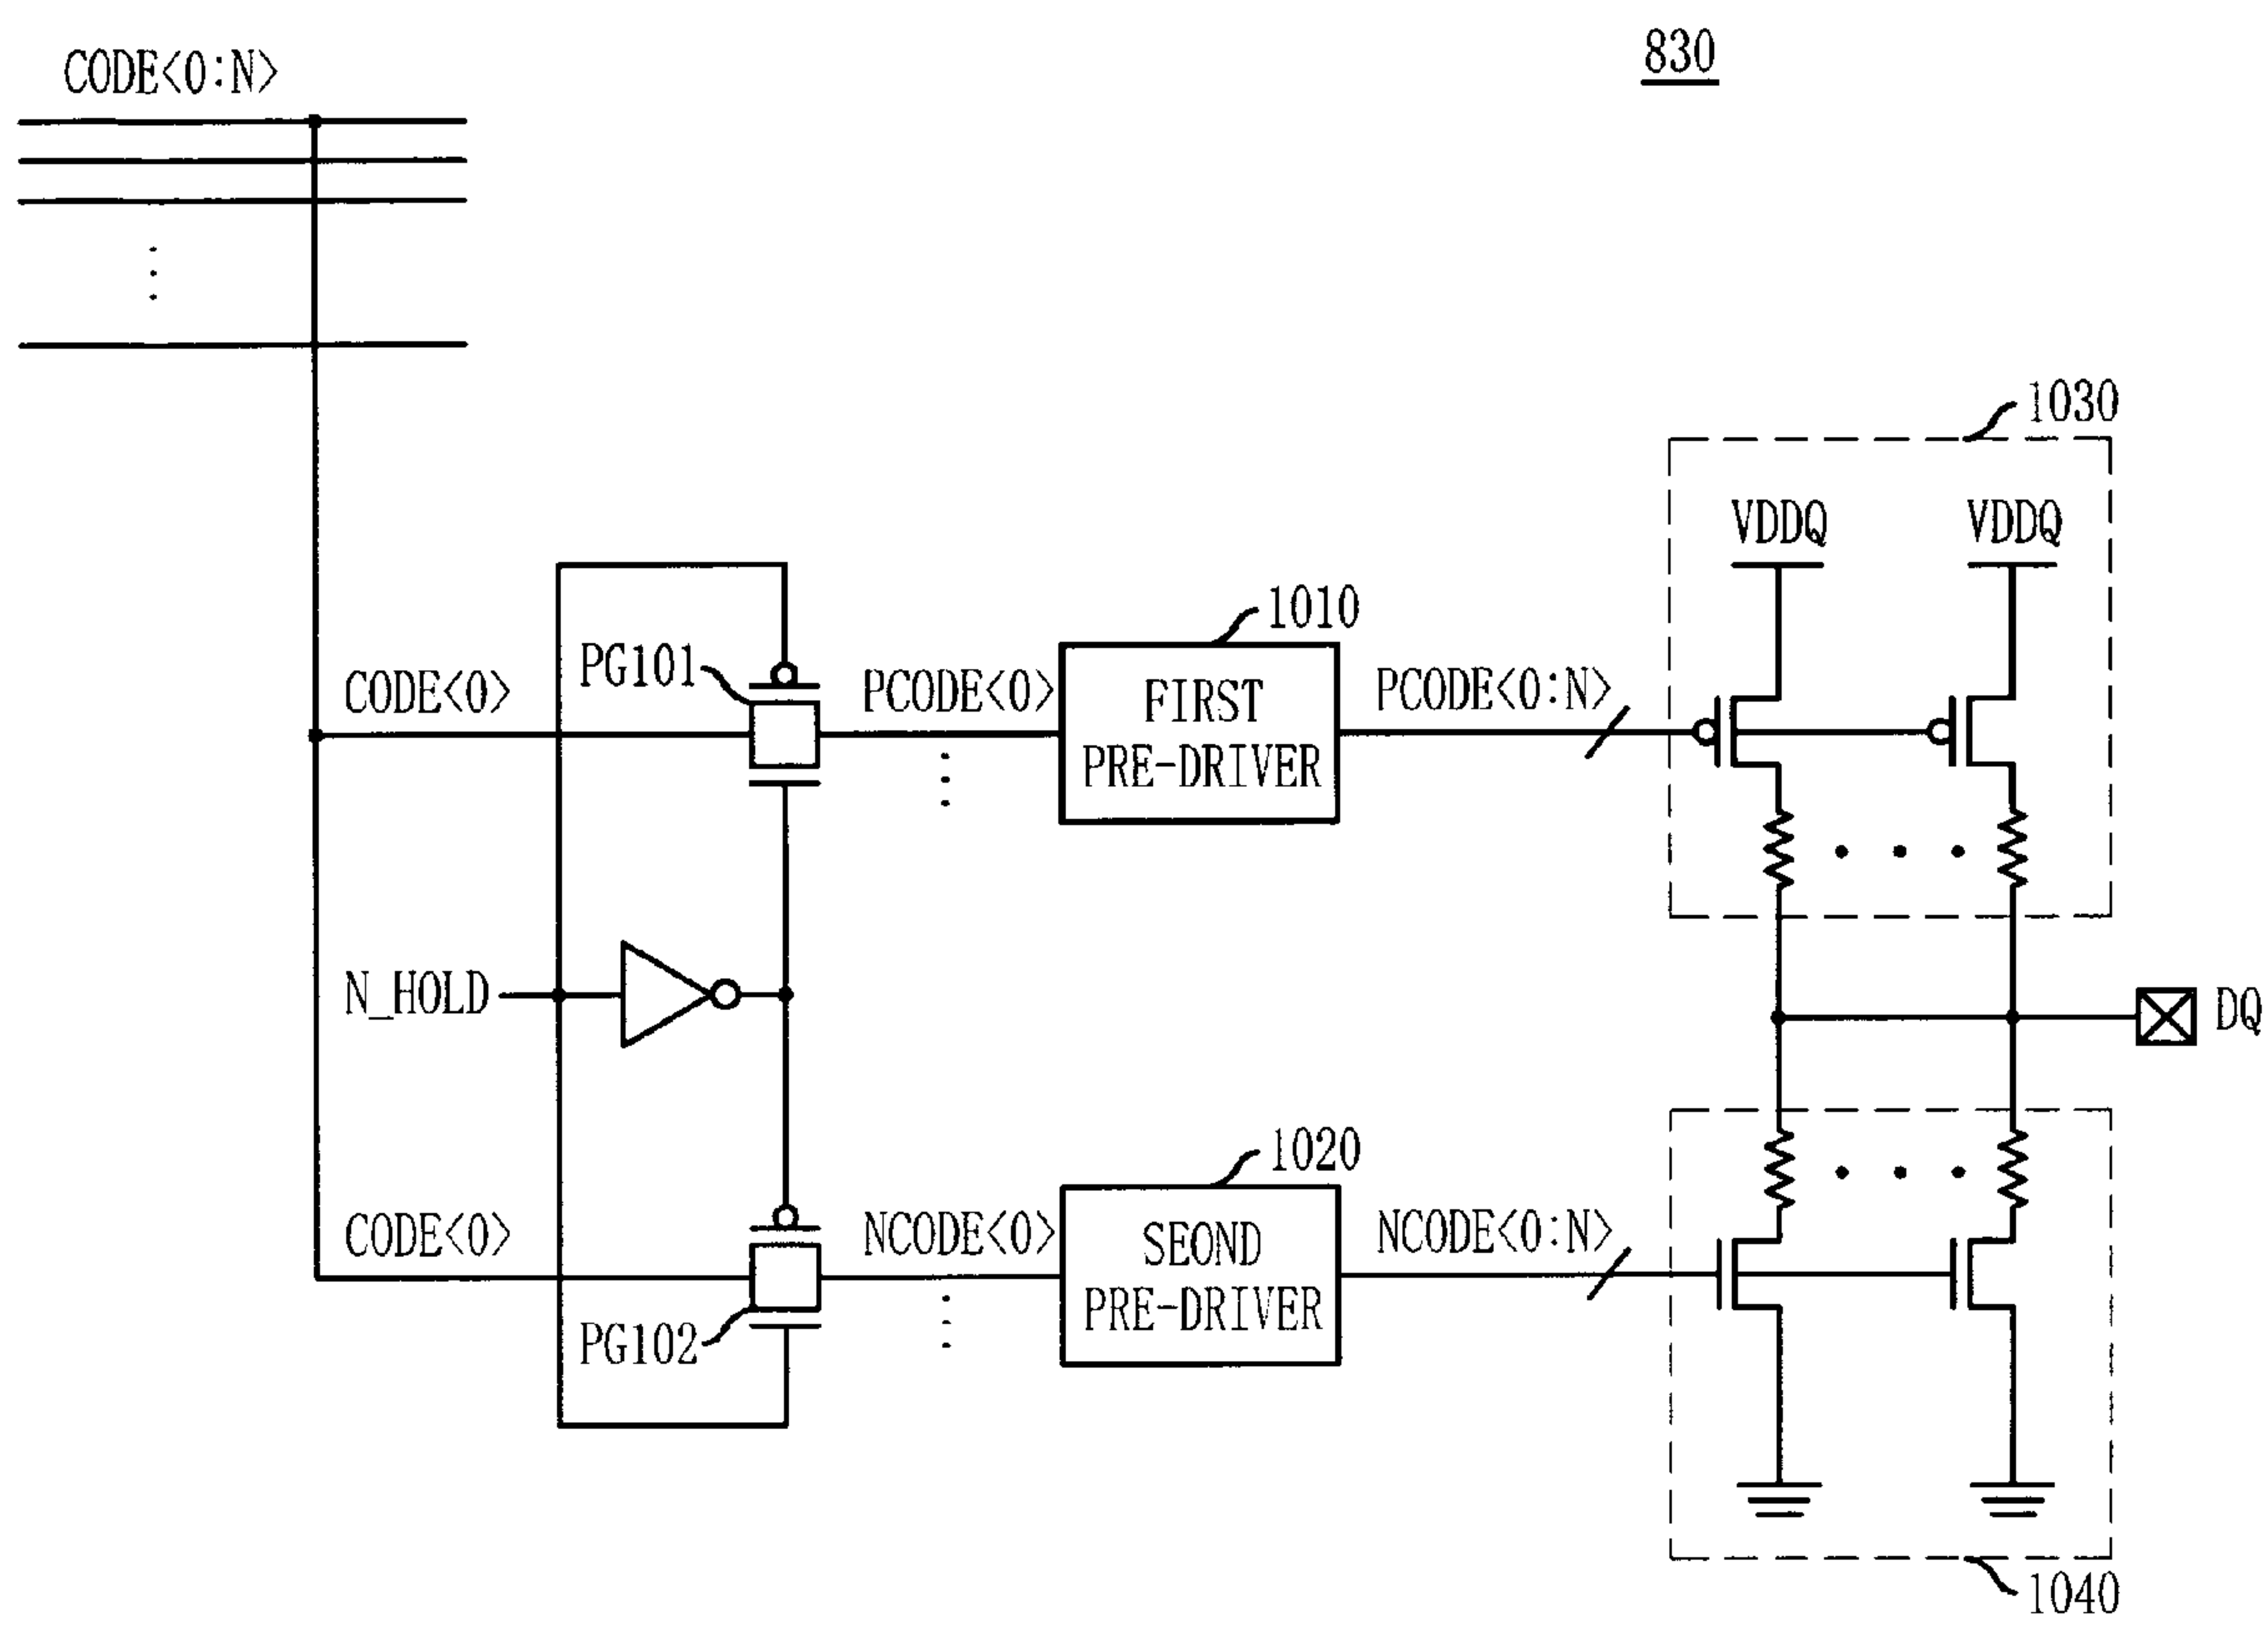 CODE<0:N>
830
1030
VDDQ
VDDQ
1010
PG101
CODE<0>
PCODE<0>
FIRST
PRE-DRIVER
PCODE<0:N>
N_HOLD
DQ
1020
CODE<0>
NCODE<0>
SEOND
PRE-DRIVER
NCODE<0:N>
PG102
1040